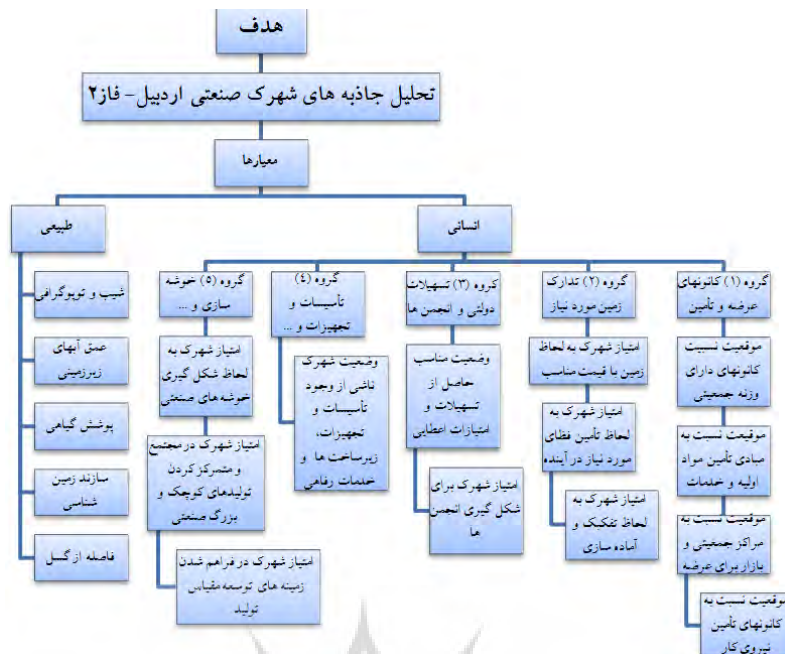 هدف
تحلیل جاذبه های شهرک صنعتی اردبیل- فاز۲
معیارها
انسانی
طبیعی
گروه (۱) کانونهای
عرضه و تأمین
موقعیت نسبیت
کانونهای دارای
وزنه جمعیتی
موقعیت نسبت به
مبادی تأمین مواد
اولیه و خدمات
موقعیت نسبت به
مراکز جمعیتی و
بازار برای عرضه
موقعیت نسبت به
کانونهای تأمین
نیروی کار
گروه (۲) تدارک
زمین مورد نیاز
امتیاز شهرک به لحاظ
زمین با قیمت مناسب
امتیاز شهرک به
لحاظ تأمین فظای
مورد نیاز در آینده
امتیاز شهرک به
لحاظ تفکیک و
آماده سازی
گروه (۳) تسهیلات
دولتی و انجمن ها
وضعیت مناسب
حاصل از
تسهیلات و
امتیازات اعطایی
امتیاز شهرک برای
شکل گیری انجمن
ها
گروه (٤)
تأسیسات و
تجهیزات و ...
وضعیت شهرک
ناشی از وجود
تأسیسات و
تجهیزات،
زیرساخت ها و
خدمات رفاهی
گروه (۵) خوشه
سازی و ...
امتیاز شهرک به
لحاظ شکل گیری
خوشه های صنعتی
امتیاز شهرک در مجتمع
و متمرکز کردن
تولیدهای کوچک و
بزرگ صنعتی
امتیاز شهرک در فراهم شدن
زمینه های توسعه مقیاس
تولید
شیب و توپوگرافی
عمق آبهای
زیرزمینی
پوشش گیاهی
سازند زمین
شناسی
فاصله از گسل